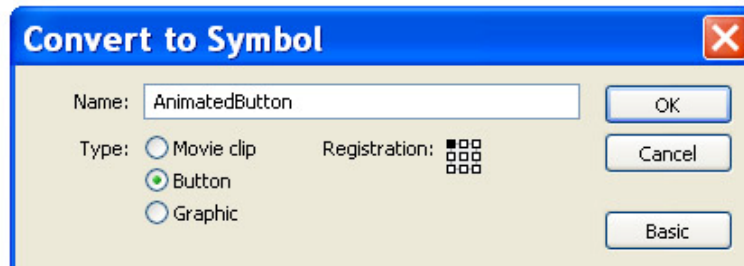 Convert to Symbol
Name: AnimatedButton OK
Type: Movie clip Registration: Cancel
Button
Graphic
Basic